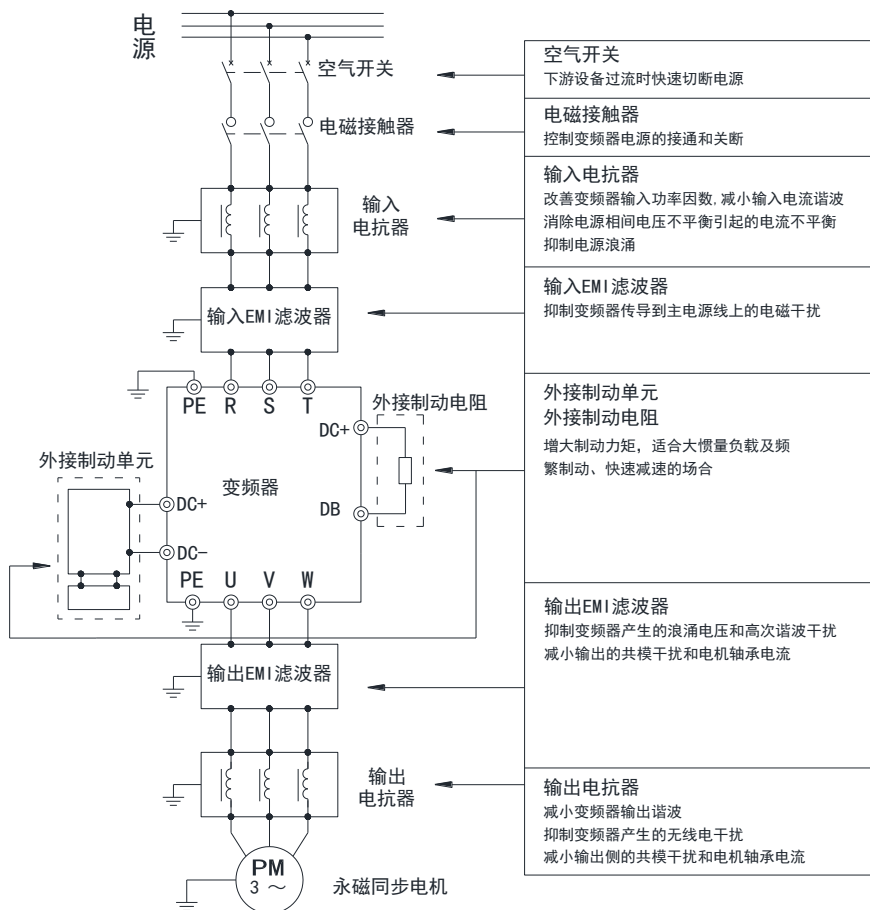 电
源
空气开关
电磁接触器
输入
电抗器
输入EMI滤波器
PE R S T
外接制动电阻
DC+
外接制动单元
变频器
DC+
DB
DC-
PE U V W
输出EMI滤波器
输出
电抗器
PM
3 ～
永磁同步电机
空气开关
下游设备过流时快速切断电源
电磁接触器
控制变频器电源的接通和关断
输入电抗器
改善变频器输入功率因数,减小输入电流谐波
消除电源相间电压不平衡引起的电流不平衡
抑制电源浪涌
输入EMI滤波器
抑制变频器传导到主电源线上的电磁干扰
外接制动单元
外接制动电阻
增大制动力矩，适合大惯量负载及频
繁制动、快速减速的场合
输出EMI滤波器
抑制变频器产生的浪涌电压和高次谐波干扰
减小输出的共模干扰和电机轴承电流
输出电抗器
减小变频器输出谐波
抑制变频器产生的无线电干扰
减小输出侧的共模干扰和电机轴承电流